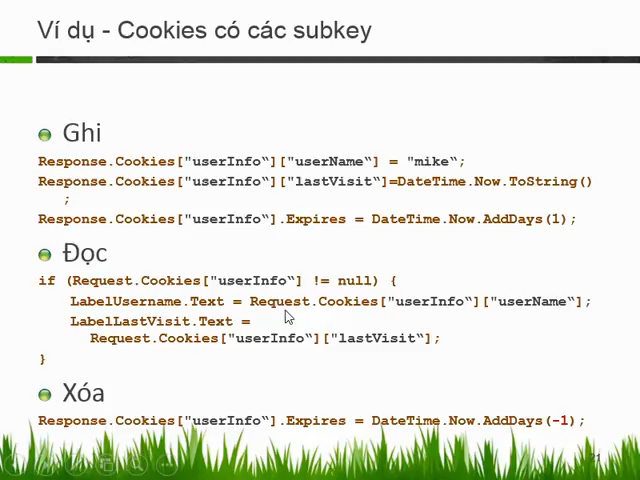 Ví dụ - Cookies có các subkey
Ghi
Response.Cookies["userInfo“]["userName“] = "mike“;
Response.Cookies["userInfo“]["lastVisit“]=DateTime.Now.ToString()
;
Response.Cookies["userInfo“].Expires = DateTime.Now.AddDays(1);
Đọc
if (Request.Cookies["userInfo“] != null) {
LabelUsername.Text = Request.Cookies["userInfo“]["userName“];
LabelLastVisit.Text =
Request.Cookies["userInfo“]["lastVisit“];
}
Xóa
Response.Cookies["userInfo“].Expires = DateTime.Now.AddDays(-1);
21